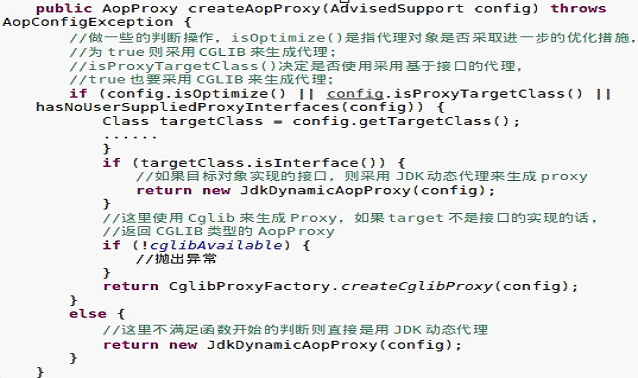 public AopProxy createAopProxy(AdvisedSupport config) throws
AopConfigException {
//做一些的判断操作，isOptimize()是指代理对象是否采取进一步的优化措施，
//为 true 则采用 CGLIB 来生成代理；
//isProxyTargetClass()决定是否使用采用基于接口的代理，
//true 也要采用 CGLIB 来生成代理；
if (config.isOptimize() || config.isProxyTargetClass() ||
hasNoUserSuppliedProxyInterfaces(config)) {
Class targetClass = config.getTargetClass();
......
}
if (targetClass.isInterface()) {
//如果目标对象实现的接口，则采用 JDK 动态代理来生成 proxy
return new JdkDynamicAopProxy(config);
}
//这里使用 Cglib 来生成 Proxy，如果 target 不是接口的实现的话，
//返回 CGLIB 类型的 AopProxy
if (!cglibAvailable) {
//抛出异常
}
return CglibProxyFactory.createCglibProxy(config);
}
else {
//这里不满足函数开始的判断则直接是用 JDK 动态代理
return new JdkDynamicAopProxy(config);
}
}